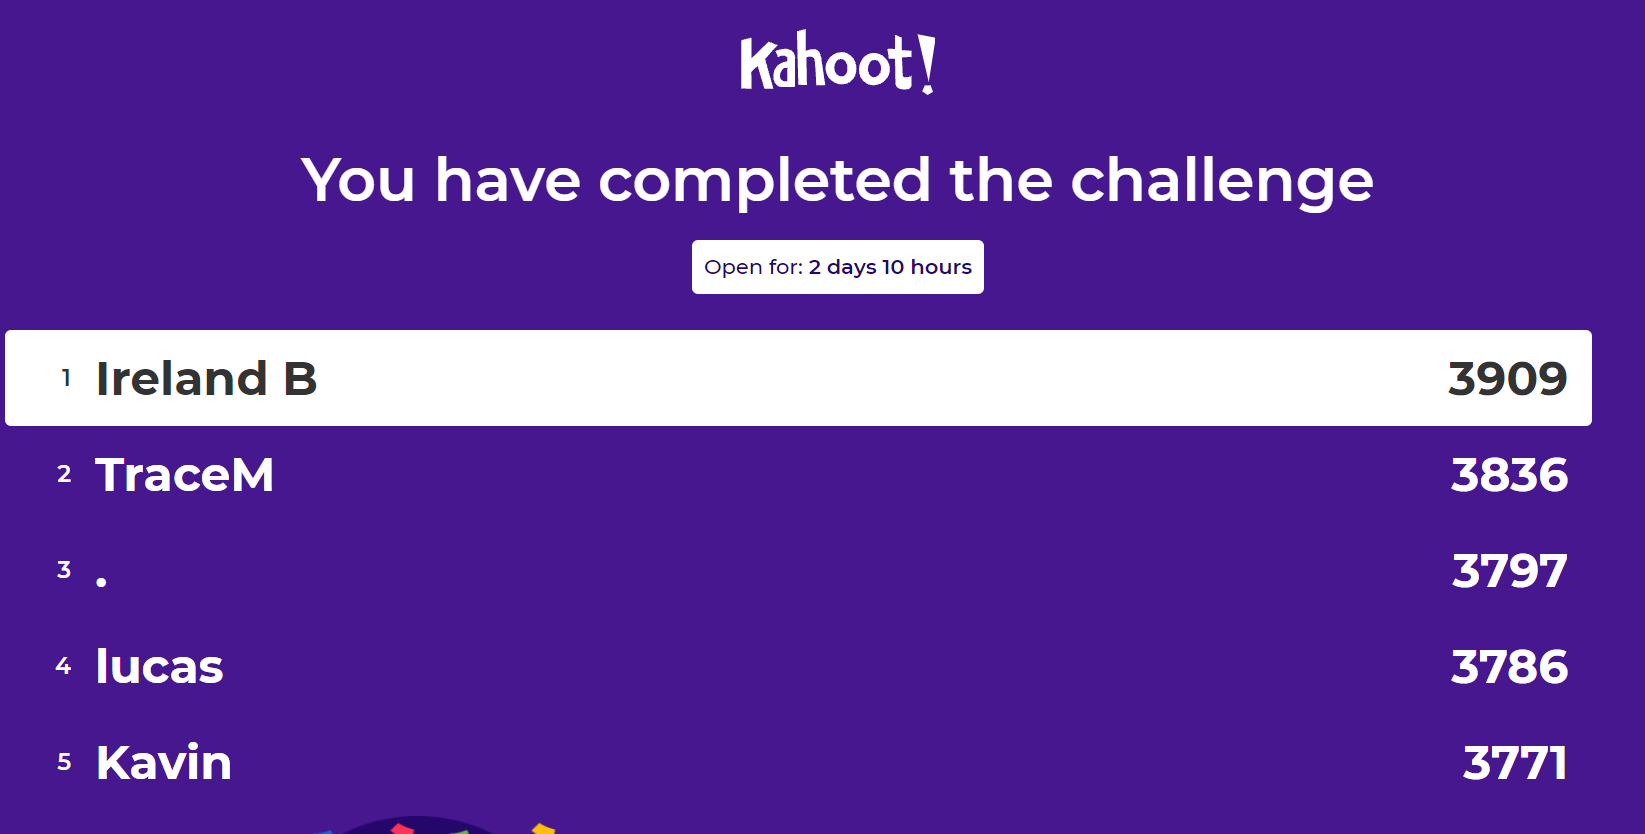 Kahoot!
You have completed the challenge
Open for: 2 days 10 hours
1 Ireland B 3909
2 TraceM 3836
3 . 3797
4 lucas 3786
5 Kavin 3771